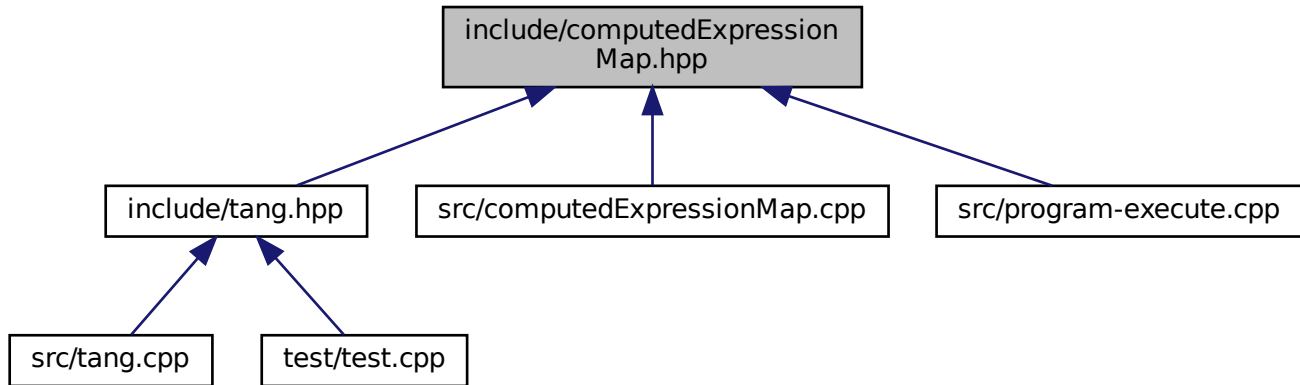 include/computedExpression
Map.hpp
include/tang.hpp
src/computedExpressionMap.cpp
src/program-execute.cpp
src/tang.cpp
test/test.cpp